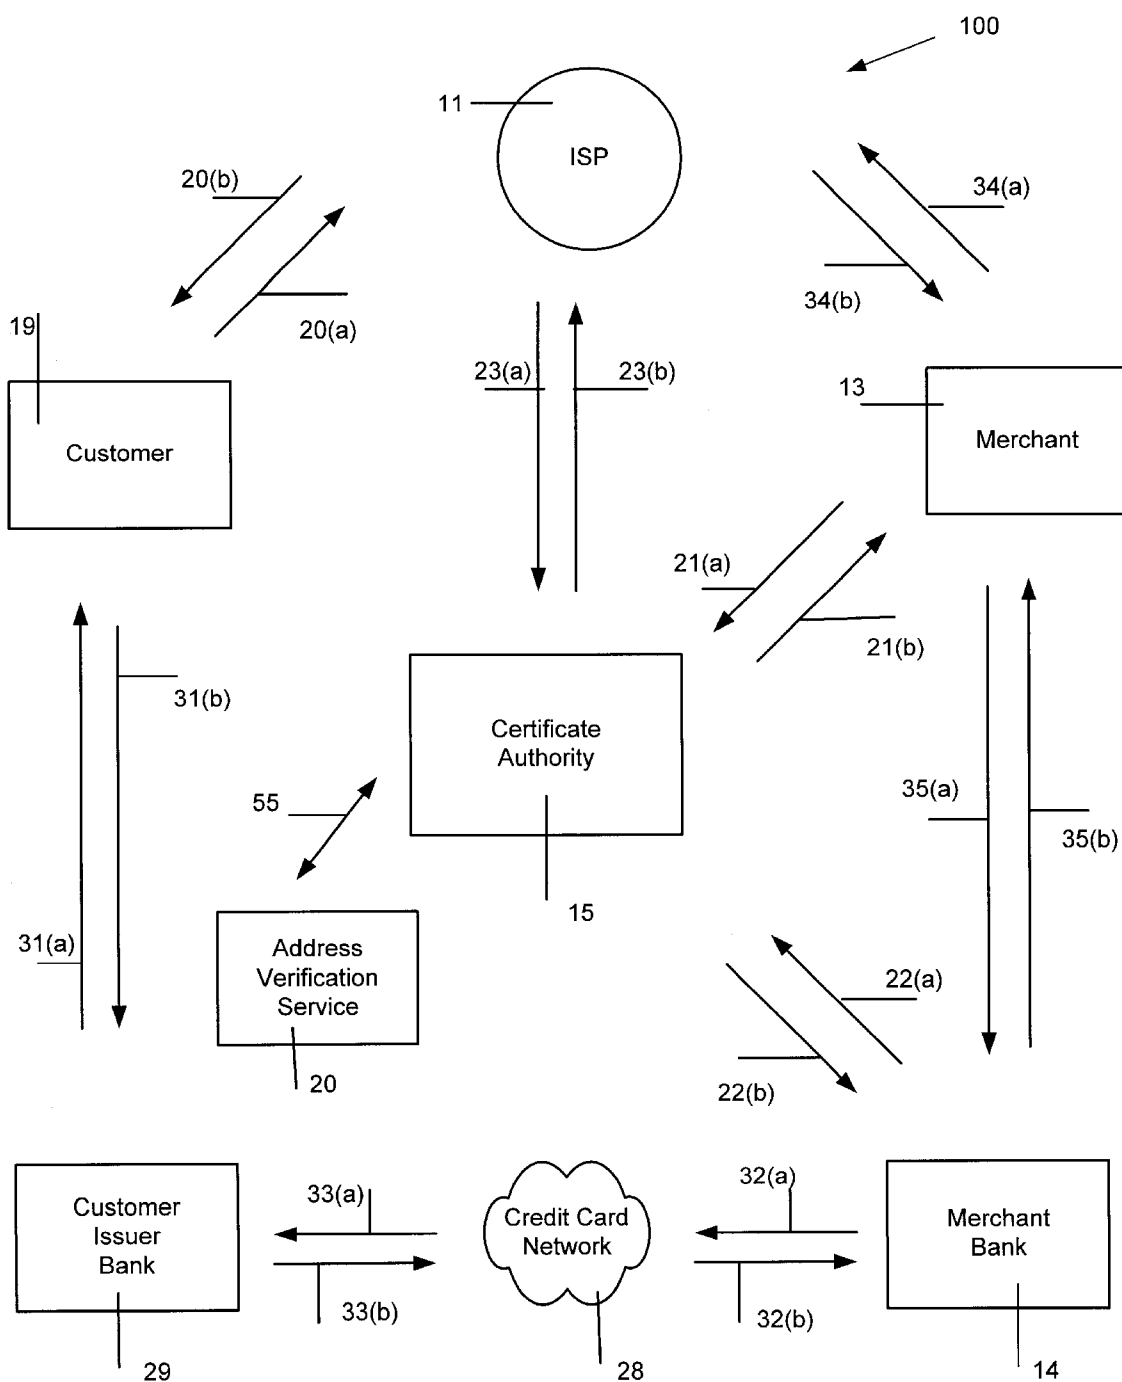 100
11
ISP
20(b)
34(a)
34(b)
20(a)
19
23(a)
23(b)
13
Customer
Merchant
21(a)
21(b)
31(b)
Certificate
Authority
55
35(a)
35(b)
15
31(a)
Address
Verification
Service
22(a)
20
22(b)
33(a)
32(a)
Customer
Issuer
Bank
Credit Card
Network
Merchant
Bank
33(b)
32(b)
29
28
14